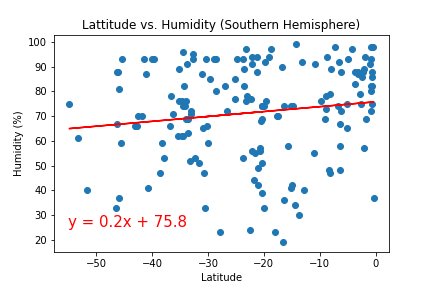 Lattitude vs. Humidity (Southern Hemisphere)
100
90
80
70
60
50
40
30
20
Humidity (%)
y = 0.2x + 75.8
−50 −40 −30 −20 −10 0
Latitude